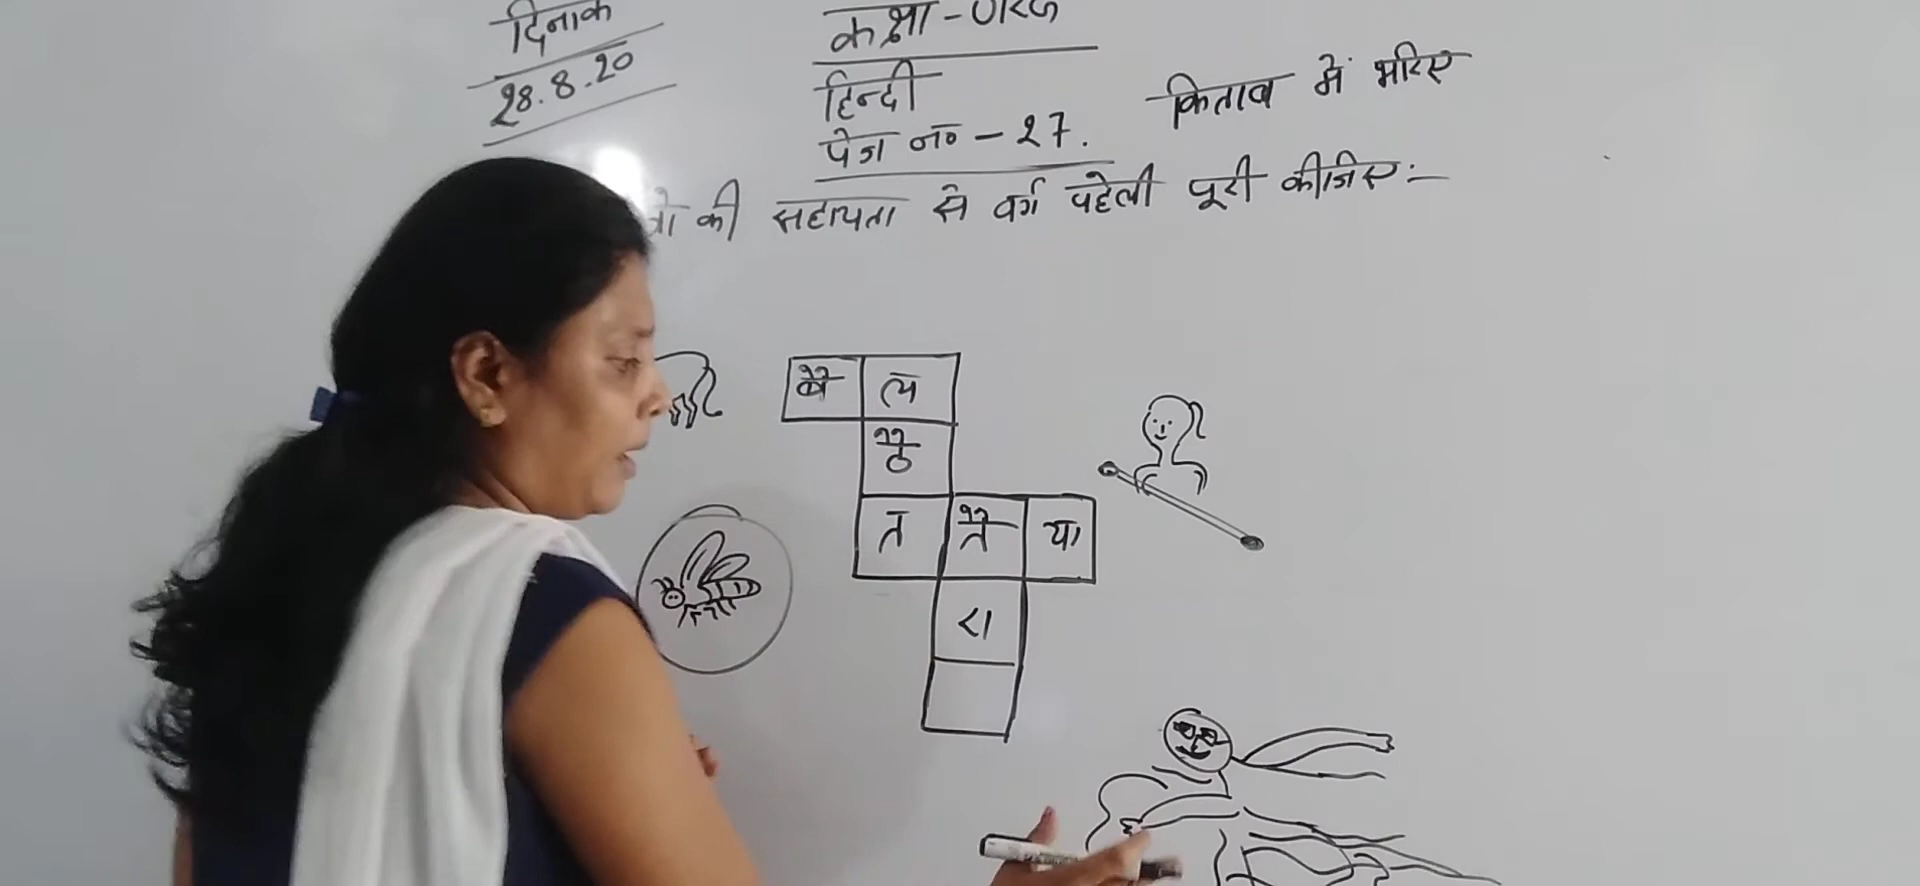 दिनांक
28.8.20
कक्षा -
हिन्दी
पेज न० - 27.
किताब में भरिए
की सहायता से वर्ग पहेली पूरी कीजिए :-
बै ल
ठै
त तै या
रा